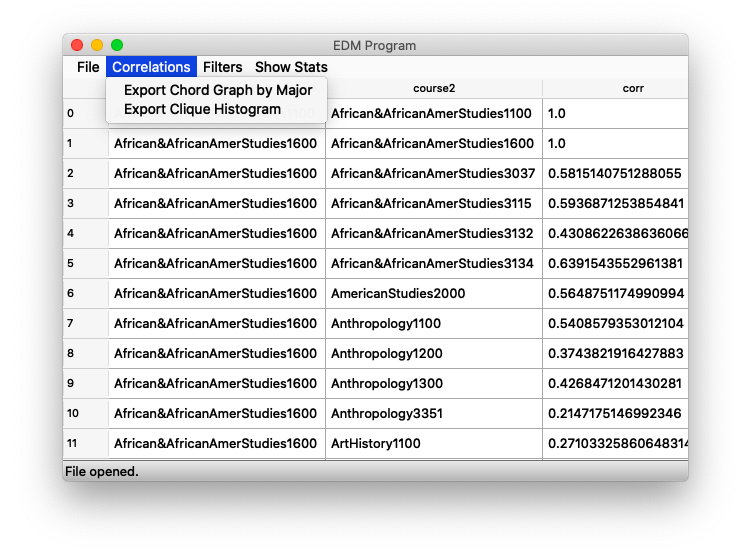 EDM Program
File Correlations Filters Show Stats
Export Chord Graph by Major
Export Clique Histogram
course2 corr
0 African&AfricanAmerStudies1100 1.0
1 African&AfricanAmerStudies1600 African&AfricanAmerStudies1600 1.0
2 African&AfricanAmerStudies1600 African&AfricanAmerStudies3037 0.5815140751288055
3 African&AfricanAmerStudies1600 African&AfricanAmerStudies3115 0.5936871253854841
4 African&AfricanAmerStudies1600 African&AfricanAmerStudies3132 0.4308622638636066
5 African&AfricanAmerStudies1600 African&AfricanAmerStudies3134 0.6391543552961381
6 African&AfricanAmerStudies1600 AmericanStudies2000 0.5648751174990994
7 African&AfricanAmerStudies1600 Anthropology1100 0.5408579353012104
8 African&AfricanAmerStudies1600 Anthropology1200 0.3743821916427883
9 African&AfricanAmerStudies1600 Anthropology1300 0.4268471201430281
10 African&AfricanAmerStudies1600 Anthropology3351 0.2147175146992346
11 African&AfricanAmerStudies1600 ArtHistory1100 0.27103325860648314
File opened.